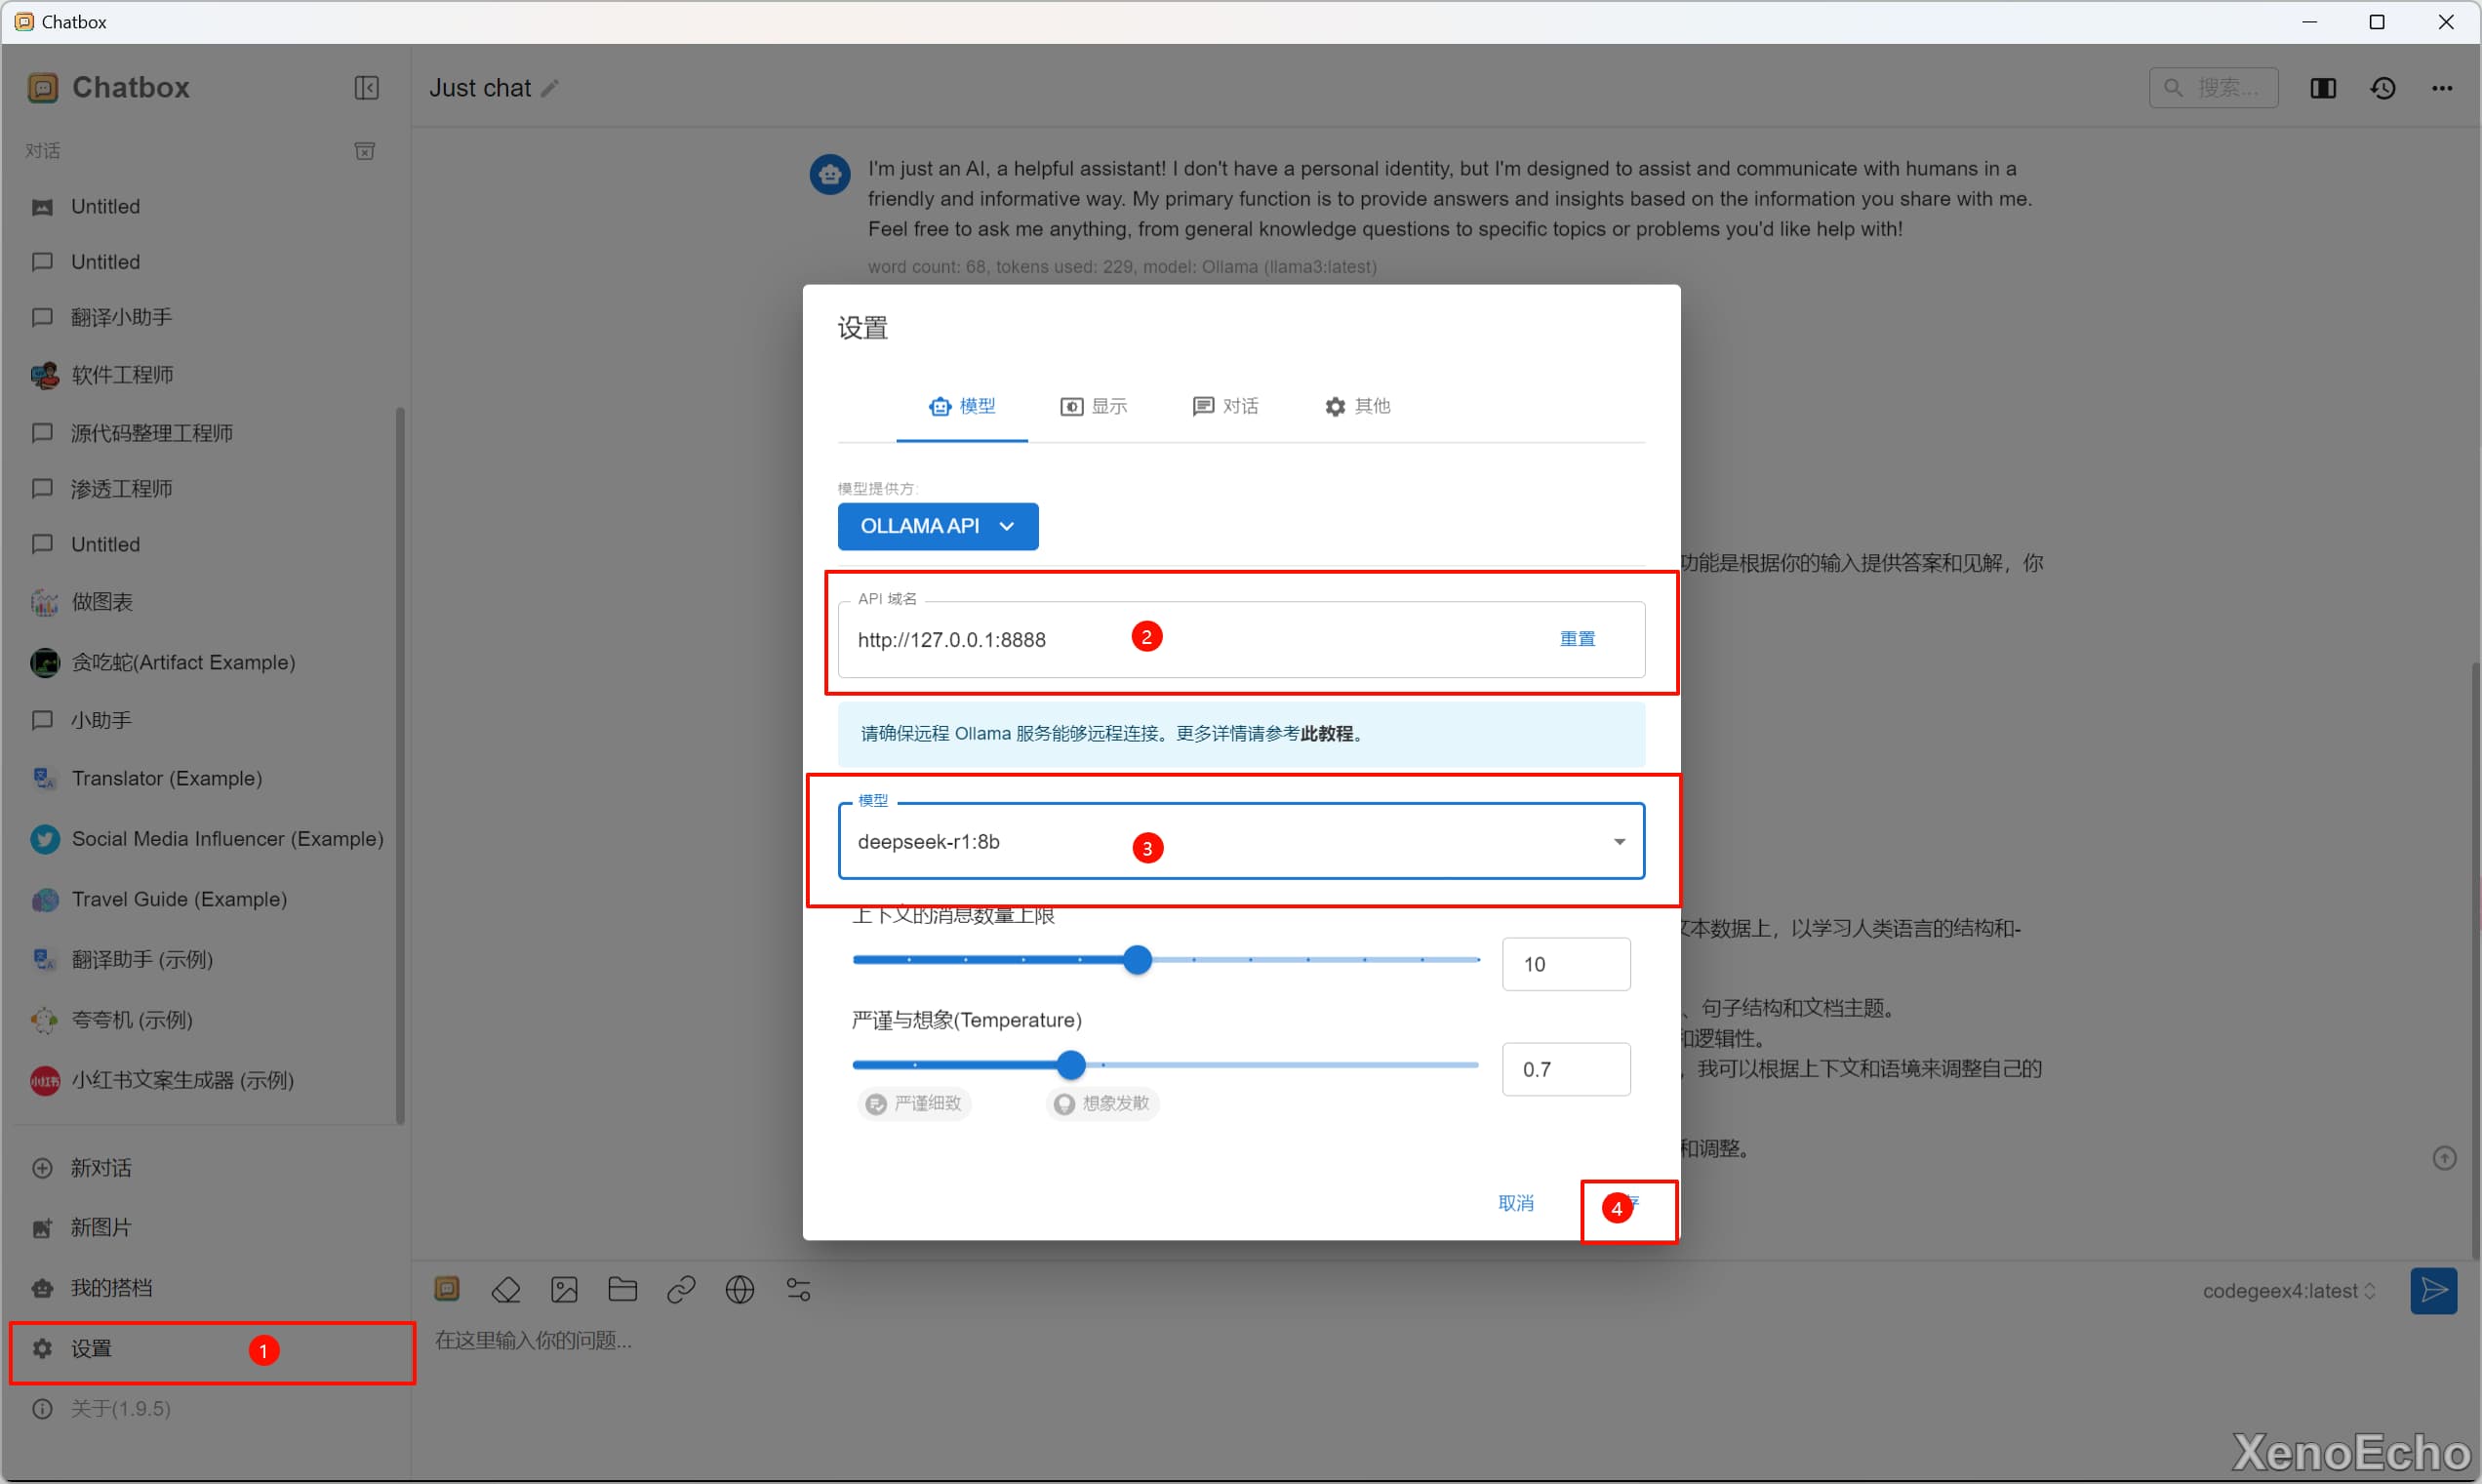 Chatbox
Chatbox
对话
Untitled
Untitled
翻译小助手
软件工程师
源代码整理工程师
渗透工程师
Untitled
做图表
贪吃蛇(Artifact Example)
小助手
Translator (Example)
Social Media Influencer (Example)
Travel Guide (Example)
翻译助手 (示例)
夸夸机 (示例)
小红书
小红书文案生成器 (示例)
新对话
新图片
我的搭档
设置
1
关于(1.9.5)
Just chat
搜索...
I'm just an AI, a helpful assistant! I don't have a personal identity, but I'm designed to assist and communicate with humans in a
friendly and informative way. My primary function is to provide answers and insights based on the information you share with me.
Feel free to ask me anything, from general knowledge questions to specific topics or problems you'd like help with!
word count: 68, tokens used: 229, model: Ollama (llama3:latest)
功能是根据你的输入提供答案和见解，你
文本数据上，以学习人类语言的结构和-
、句子结构和文档主题。
和逻辑性。
，我可以根据上下文和语境来调整自己的
和调整。
设置
模型
显示
对话
其他
模型提供方:
OLLAMA API
API 域名
http://127.0.0.1:8888
2
重置
请确保远程 Ollama 服务能够远程连接。更多详情请参考此教程。
模型
deepseek-r1:8b
3
上下文的消息数量上限
10
严谨与想象(Temperature)
0.7
严谨细致
想象发散
取消
4
存
codegeex4:latest
在这里输入你的问题...
XenoEcho